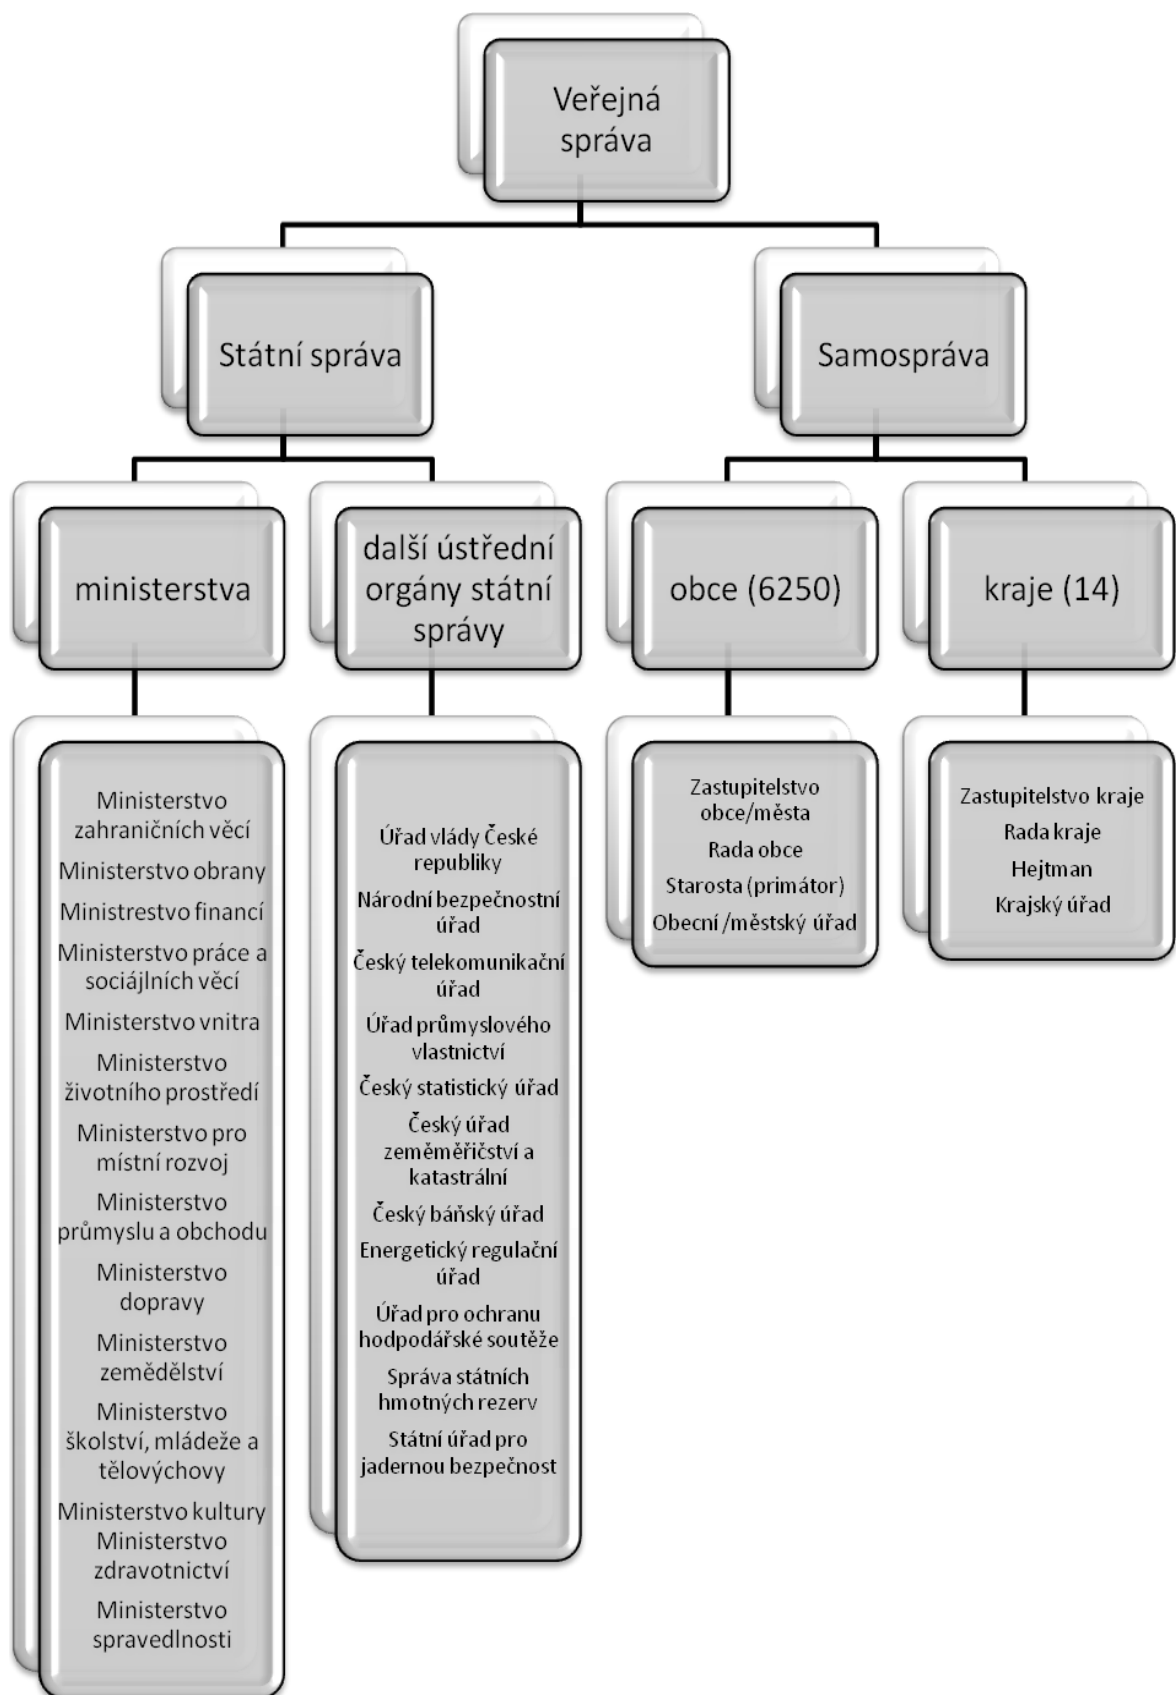 Veřejná
správa
Státní správa
Samospráva
ministerstva
další ústřední
orgány státní
správy
obce (6250)
kraje (14)
Ministerstvo
zahraničních věcí
Ministerstvo obrany
Ministrestvo financí
Ministerstvo práce a
sociájlních věcí
Ministerstvo vnitra
Ministerstvo
životního prostředí
Ministerstvo pro
místní rozvoj
Ministerstvo
průmyslu a obchodu
Ministerstvo
dopravy
Ministerstvo
zemědělství
Ministerstvo
školství, mládeže a
tělovýchovy
Ministerstvo kultury
Ministerstvo
zdravotnictví
Ministerstvo
spravedlnosti
Úřad vlády České
republiky
Národní bezpečnostní
úřad
Český telekomunikační
úřad
Úřad průmyslového
vlastnictví
Český statistický úřad
Český úřad
zeměměřičství a
katastrální
Český báňský úřad
Energetický regulační
úřad
Úřad pro ochranu
hodpodářské soutěže
Správa státních
hmotných rezerv
Státní úřad pro
jadernou bezpečnost
Zastupitelstvo
obce/města
Rada obce
Starosta (primátor)
Obecní /městský úřad
Zastupitelstvo kraje
Rada kraje
Hejtman
Krajský úřad